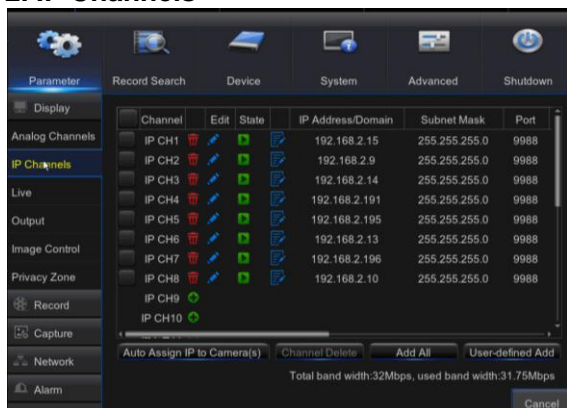 Parameter Record Search Device System Advanced Shutdown
Display
Analog Channels
IP Channels
Live
Output
Image Control
Privacy Zone
Record
Capture
Network
Alarm
Channel Edit State IP Address/Domain Subnet Mask Port
IP CH1 192.168.2.15 255.255.255.0 9988
IP CH2 192.168.2.9 255.255.255.0 9988
IP CH3 192.168.2.14 255.255.255.0 9988
IP CH4 192.168.2.191 255.255.255.0 9988
IP CH5 192.168.2.195 255.255.255.0 9988
IP CH6 192.168.2.13 255.255.255.0 9988
IP CH7 192.168.2.196 255.255.255.0 9988
IP CH8 192.168.2.10 255.255.255.0 9988
IP CH9
IP CH10
Auto Assign IP to Camera(s) Channel Delete Add All User-defined Add
Total band width:32Mbps, used band width:31.75Mbps
Cancel